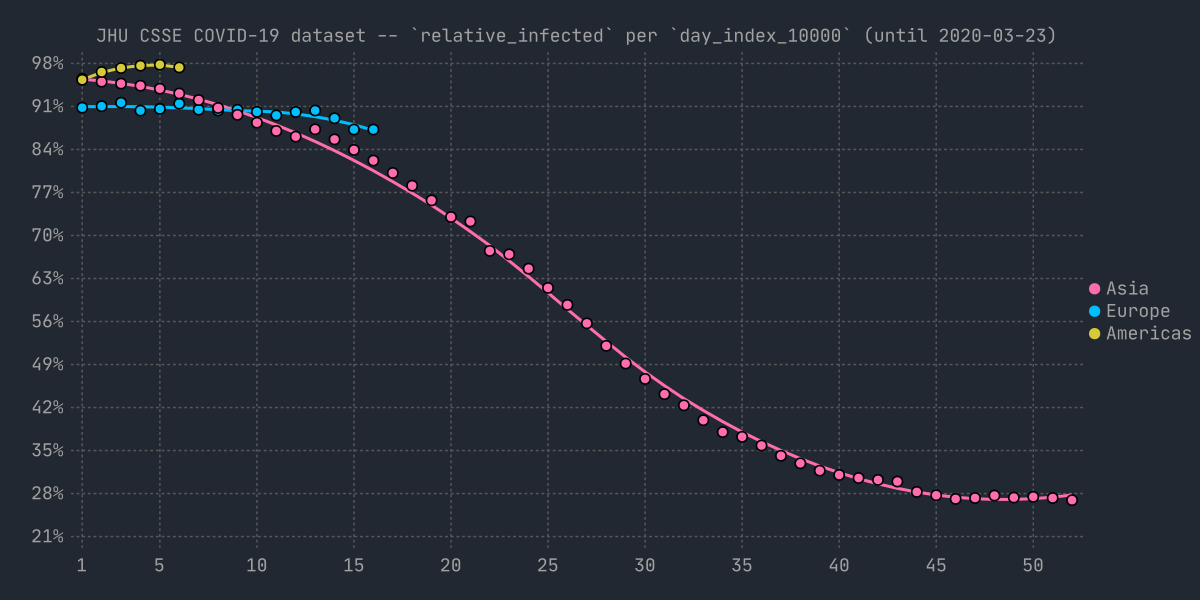 JHU CSSE COVID-19 dataset -- `relative_infected` per `day_index_10000` (until 2020-03-23)
98%
91%
84%
77%
70%
63%
56%
49%
42%
35%
28%
21%
1 5 10 15 20 25 30 35 40 45 50
Asia
Europe
Americas